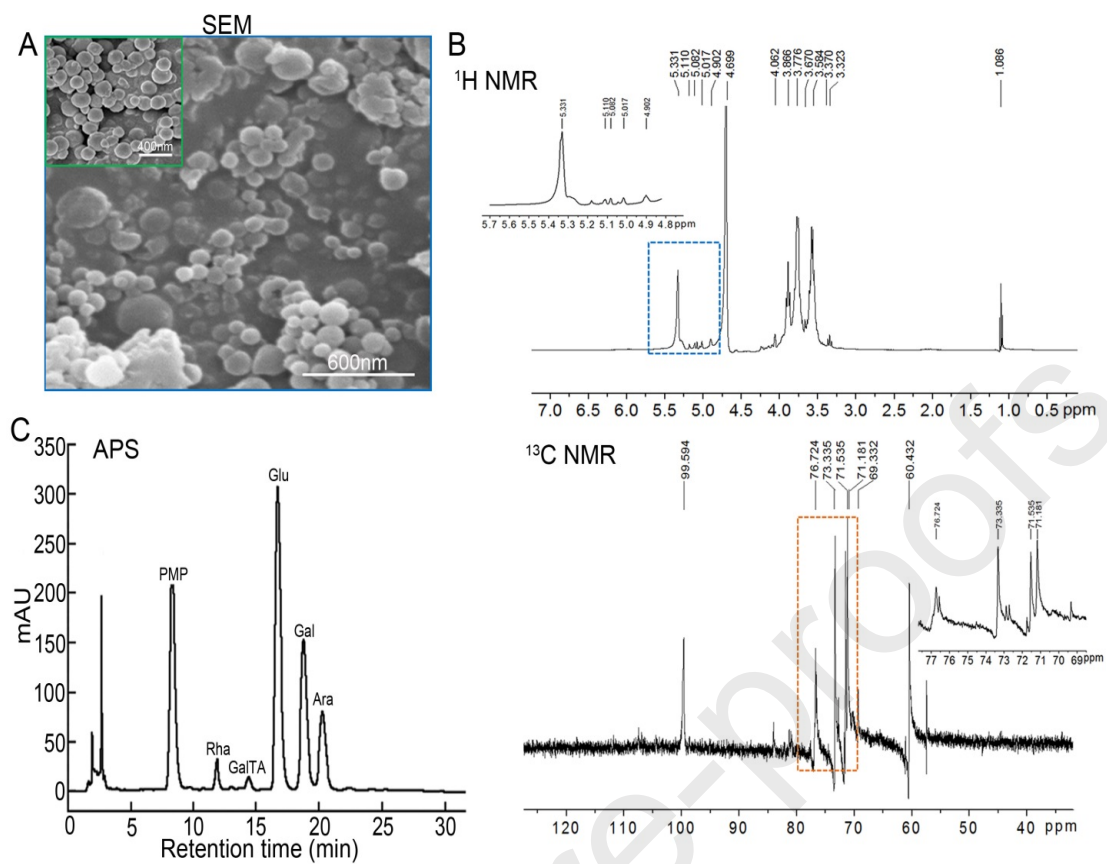 SEM
A
400nm
600nm
B
¹H NMR
5.331
5.110
5.082
5.017
4.902
4.699
4.062
3.866
3.776
3.670
3.584
3.370
3.323
1.086
5.331
5.110
5.082
5.017
4.902
5.7 5.6 5.5 5.4 5.3 5.2 5.1 5.0 4.9 4.8 ppm
7.0 6.5 6.0 5.5 5.0 4.5 4.0 3.5 3.0 2.5 2.0 1.5 1.0 0.5 ppm
C
APS
350
300
250
200
150
100
50
0
mAU
PMP
Rha
GalTA
Glu
Gal
Ara
0 5 10 15 20 25 30
Retention time (min)
¹³C NMR
99.594
76.724
73.335
71.535
71.181
69.332
60.432
76.724
73.335
71.535
71.181
77 76 75 74 73 72 71 70 69 ppm
120 110 100 90 80 70 60 50 40 ppm
re-proofs